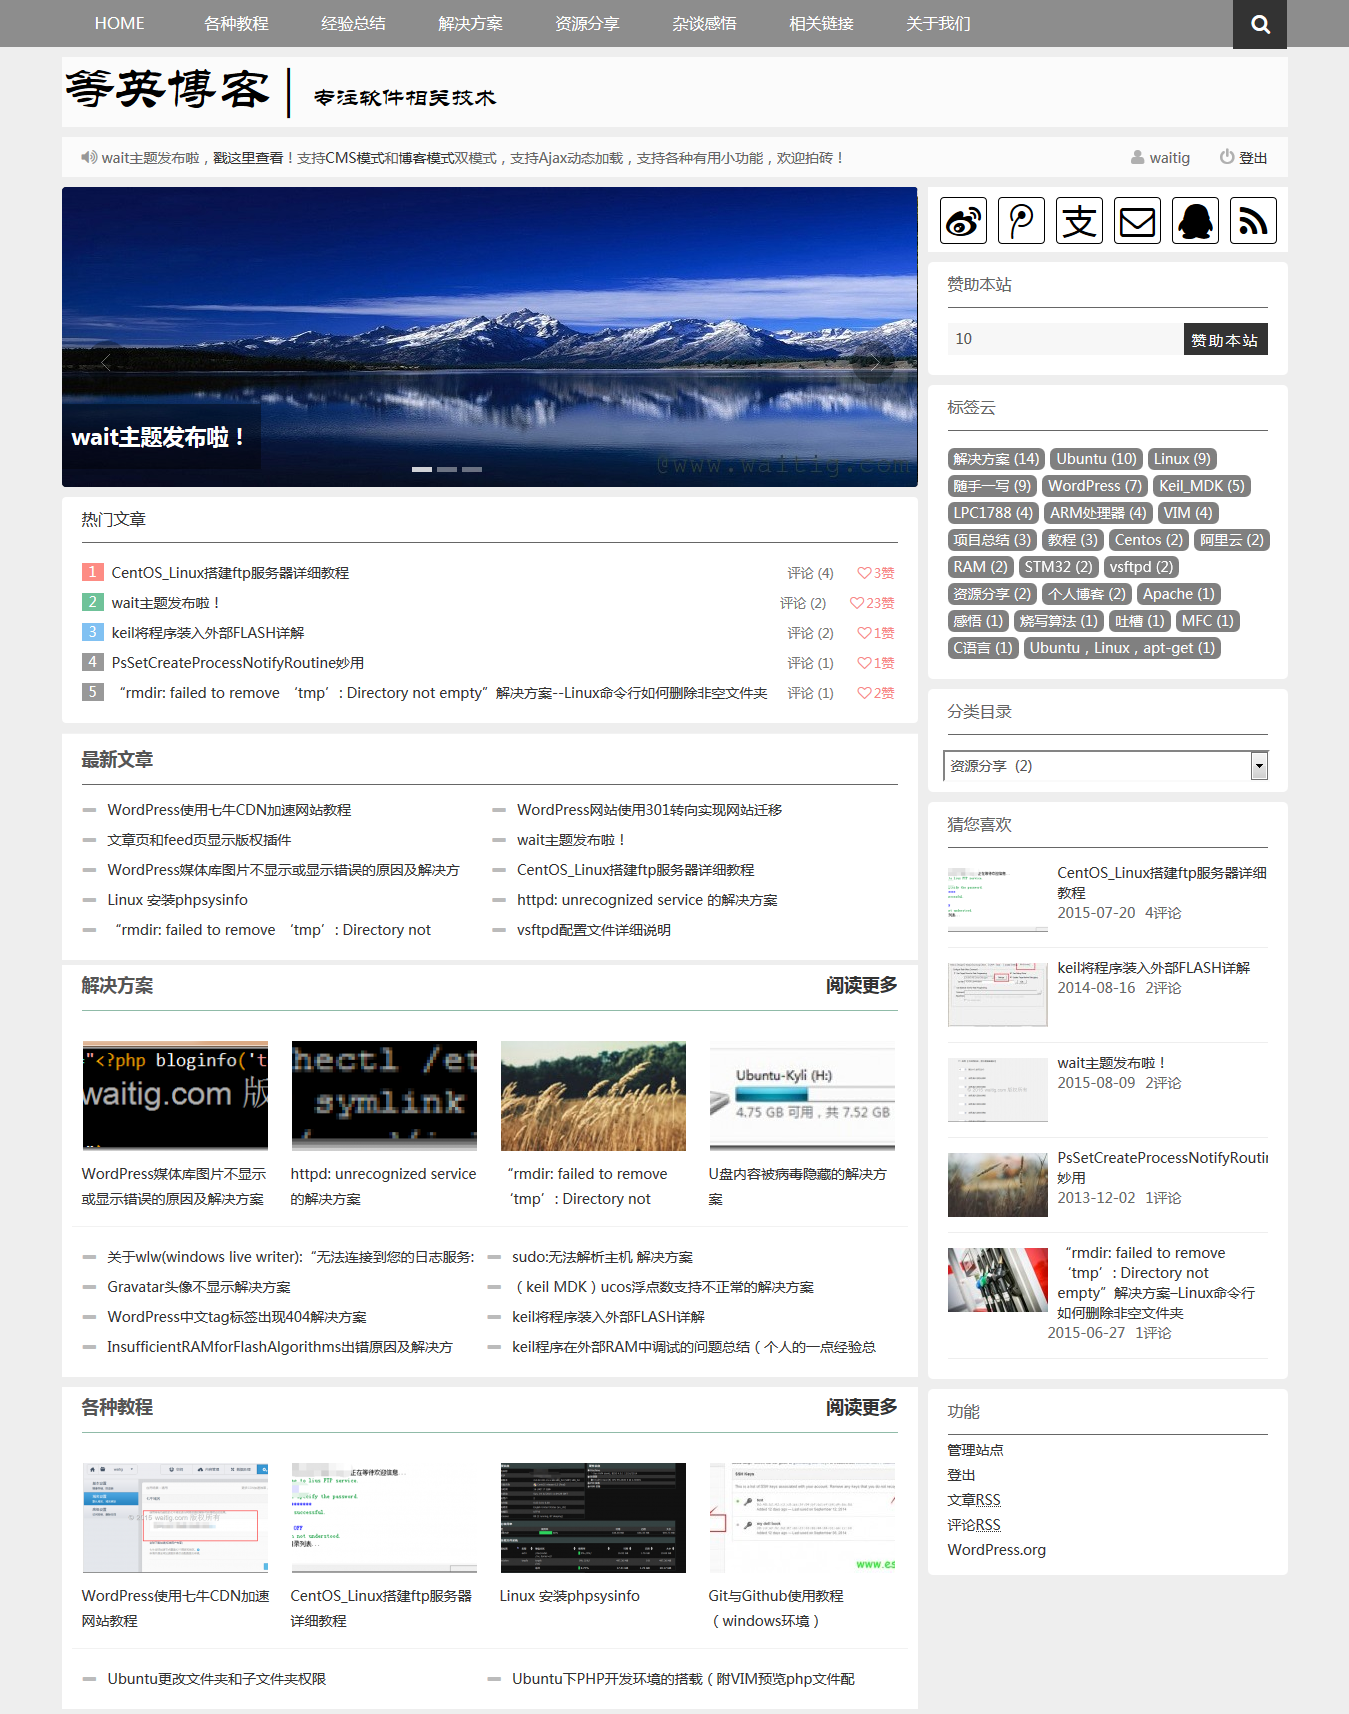 HOME 各种教程 经验总结 解决方案 资源分享 杂谈感悟 相关链接 关于我们
等英博客 | 专注软件相关技术
wait主题发布啦，戳这里查看！支持CMS模式和博客模式双模式，支持Ajax动态加载，支持各种有用小功能，欢迎拍砖！ waitig 登出
wait主题发布啦！
@www.waitig.com
热门文章
1 CentOS_Linux搭建ftp服务器详细教程 评论 (4) 3赞
2 wait主题发布啦！ 评论 (2) 23赞
3 keil将程序装入外部FLASH详解 评论 (2) 1赞
4 PsSetCreateProcessNotifyRoutine妙用 评论 (1) 1赞
5 “rmdir: failed to remove ‘tmp’: Directory not empty”解决方案--Linux命令行如何删除非空文件夹 评论 (1) 2赞
最新文章
WordPress使用七牛CDN加速网站教程 WordPress网站使用301转向实现网站迁移
文章页和feed页显示版权插件 wait主题发布啦！
WordPress媒体库图片不显示或显示错误的原因及解决方 CentOS_Linux搭建ftp服务器详细教程
Linux 安装phpsysinfo httpd: unrecognized service 的解决方案
“rmdir: failed to remove ‘tmp’: Directory not vsftpd配置文件详细说明
解决方案 阅读更多
"<?php bloginfo('t
waitig.com 版
hectl /et
symlink
Ubuntu-Kyli (H:)
4.75 GB 可用，共 7.52 GB
WordPress媒体库图片不显示
或显示错误的原因及解决方案
httpd: unrecognized service
的解决方案
“rmdir: failed to remove
‘tmp’: Directory not
U盘内容被病毒隐藏的解决方
案
关于wlw(windows live writer):“无法连接到您的日志服务: sudo:无法解析主机 解决方案
Gravatar头像不显示解决方案 （keil MDK）ucos浮点数支持不正常的解决方案
WordPress中文tag标签出现404解决方案 keil将程序装入外部FLASH详解
InsufficientRAMforFlashAlgorithms出错原因及解决方 keil程序在外部RAM中调试的问题总结（个人的一点经验总
各种教程 阅读更多
WordPress使用七牛CDN加速
网站教程
CentOS_Linux搭建ftp服务器
详细教程
Linux 安装phpsysinfo
Git与Github使用教程
（windows环境）
Ubuntu更改文件夹和子文件夹权限 Ubuntu下PHP开发环境的搭载（附VIM预览php文件配
支
赞助本站
10 赞助本站
标签云
解决方案 (14) Ubuntu (10) Linux (9)
随手一写 (9) WordPress (7) Keil_MDK (5)
LPC1788 (4) ARM处理器 (4) VIM (4)
项目总结 (3) 教程 (3) Centos (2) 阿里云 (2)
RAM (2) STM32 (2) vsftpd (2)
资源分享 (2) 个人博客 (2) Apache (1)
感悟 (1) 烧写算法 (1) 吐槽 (1) MFC (1)
C语言 (1) Ubuntu，Linux，apt-get (1)
分类目录
资源分享 (2)
猜您喜欢
CentOS_Linux搭建ftp服务器详细
教程
2015-07-20 4评论
keil将程序装入外部FLASH详解
2014-08-16 2评论
wait主题发布啦！
2015-08-09 2评论
PsSetCreateProcessNotifyRoutin
妙用
2013-12-02 1评论
“rmdir: failed to remove
‘tmp’: Directory not
empty”解决方案–Linux命令行
如何删除非空文件夹
2015-06-27 1评论
功能
管理站点
登出
文章RSS
评论RSS
WordPress.org